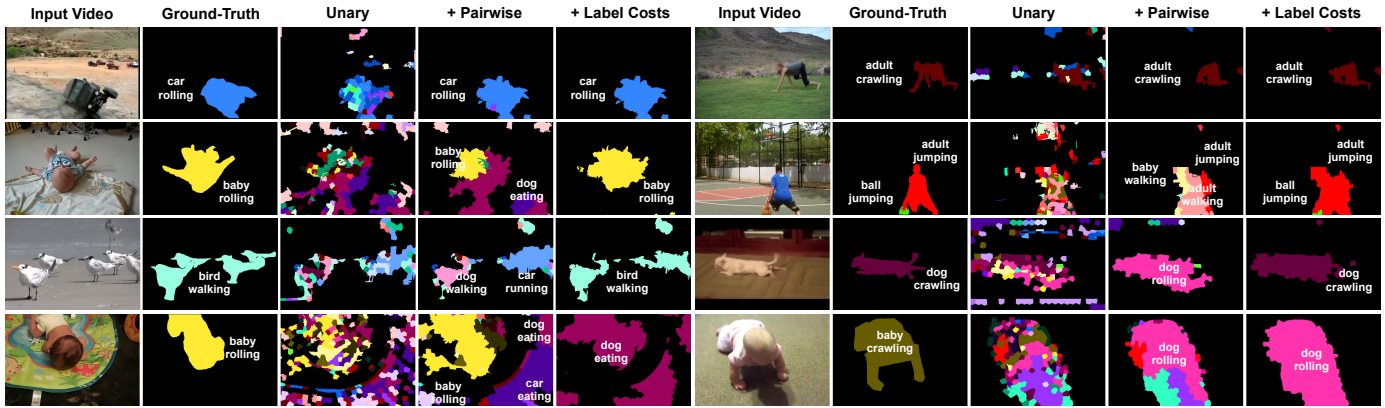 Input Video Ground-Truth Unary + Pairwise + Label Costs Input Video Ground-Truth Unary + Pairwise + Label Costs
car
rolling
car
rolling
car
rolling
adult
crawling
adult
crawling
adult
crawling
baby
rolling
baby
rolling
dog
eating
baby
rolling
adult
jumping
ball
jumping
adult
jumping
baby
walking
adult
walking
adult
jumping
ball
jumping
bird
walking
dog
walking
car
running
bird
walking
dog
crawling
dog
rolling
dog
crawling
baby
rolling
dog
eating
baby
rolling
car
eating
dog
eating
baby
crawling
dog
rolling
dog
rolling